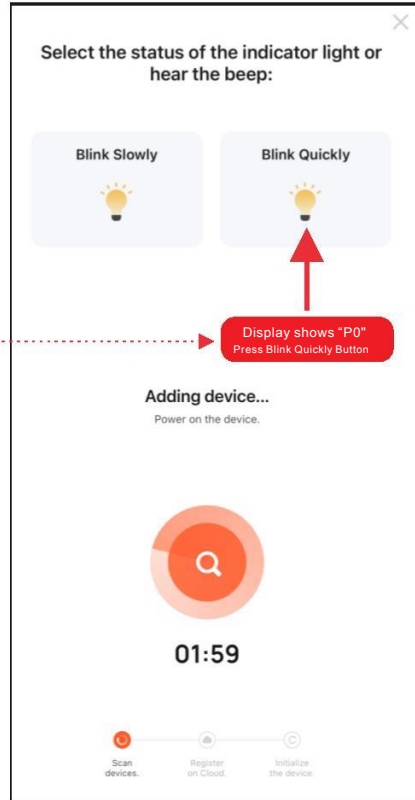 Select the status of the indicator light or
hear the beep:
Blink Slowly
Blink Quickly
Display shows “P0"
Press Blink Quickly Button
Adding device...
Power on the device.
01:59
Scan
devices.
Register
on Cloud.
Initialize
the device.